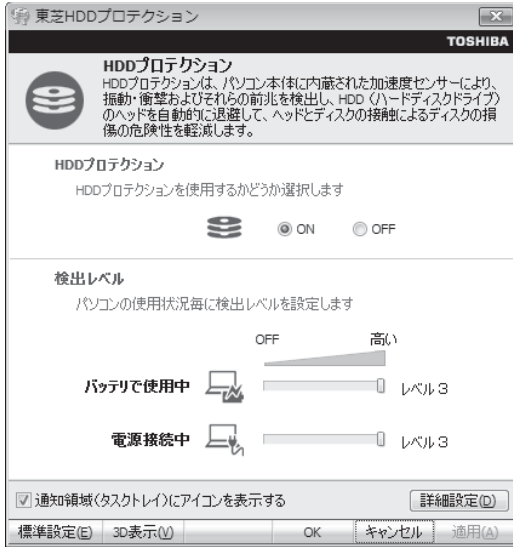 東芝HDDプロテクション
TOSHIBA
HDDプロテクション
HDDプロテクションは、パソコン本体に内蔵された加速度センサーにより、
振動・衝撃およびそれらの前兆を検出し、HDD（ハードディスクドライブ）
のヘッドを自動的に退避して、ヘッドとディスクの接触によるディスクの損
傷の危険性を軽減します。
HDDプロテクション
HDDプロテクションを使用するかどうか選択します
ON OFF
検出レベル
パソコンの使用状況毎に検出レベルを設定します
OFF 高い
バッテリで使用中 レベル 3
電源接続中 レベル 3
通知領域(タスクトレイ)にアイコンを表示する 詳細設定(D)
標準設定(E) 3D表示(V) OK キャンセル 適用(A)